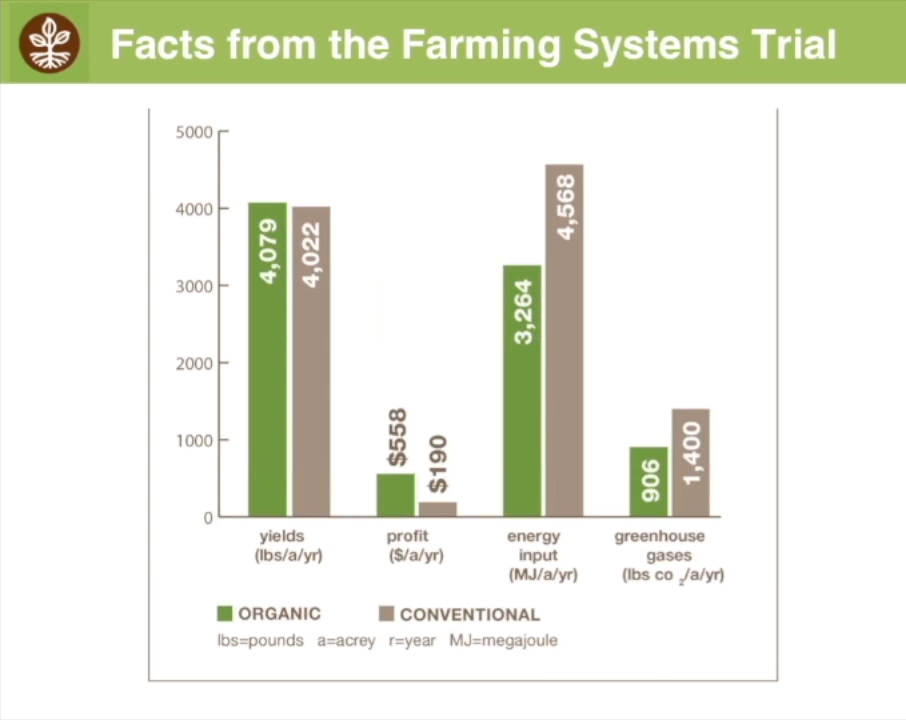 Facts from the Farming Systems Trial
5000
4000
3000
2000
1000
0
4,079
4,022
$558
$190
3,264
4,568
906
1,400
yields
(lbs/a/yr)
profit
($/a/yr)
energy
input
(MJ/a/yr)
greenhouse
gases
(lbs co 2/a/yr)
ORGANIC CONVENTIONAL
lbs=pounds a=acrey r=year MJ=megajoule